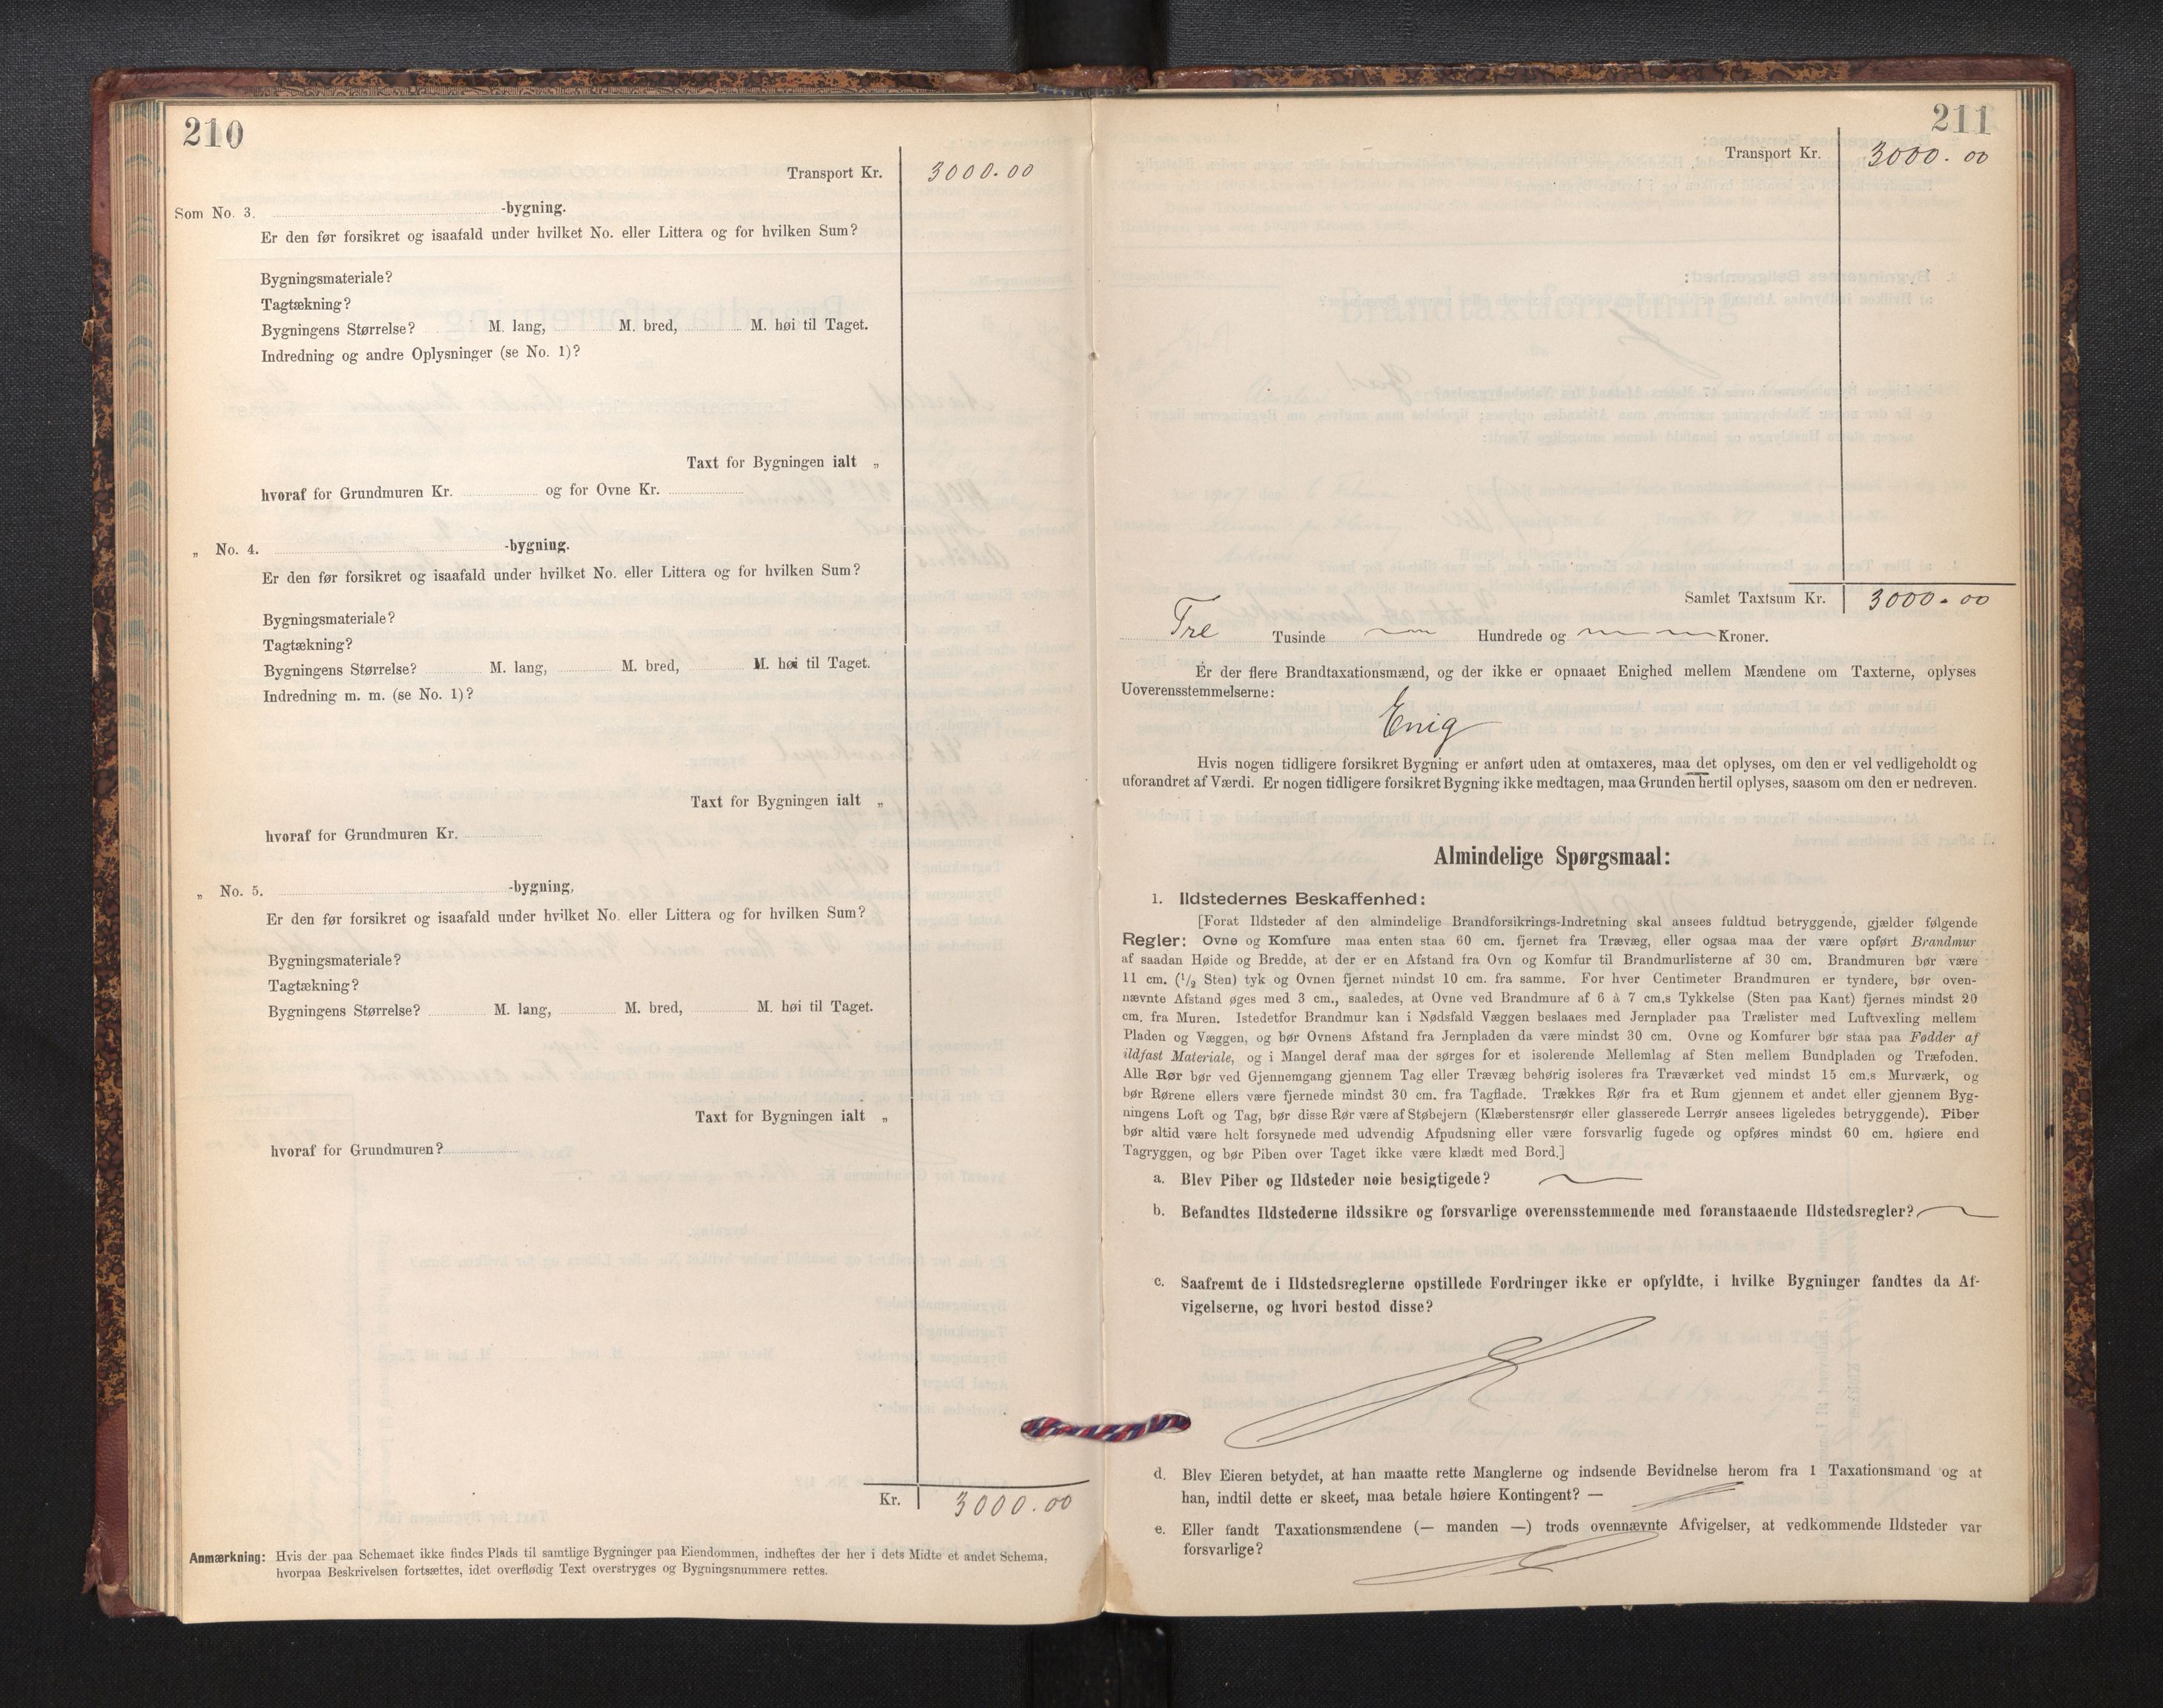 210
Transport Kr. 3000.00
Som No. 3. -bygning.
Er den før forsikret og isaafald under hvilket No. eller Littera og for hvilken Sum?
Bygningsmateriale?
Tagtækning?
Bygningens Størrelse? M. lang, M. bred, M. høi til Taget.
Indredning og andre Oplysninger (se No. 1)?
Taxt for Bygningen ialt „
hvoraf for Grundmuren Kr. og for Ovne Kr.
„ No. 4. -bygning.
Er den før forsikret og isaafald under hvilket No. eller Littera og for hvilken Sum?
Bygningsmateriale?
Tagtækning?
Bygningens Størrelse? M. lang, M. bred, M. høi til Taget.
Indredning m. m. (se No. 1)?
Taxt for Bygningen ialt „
hvoraf for Grundmuren Kr.
„ No. 5. -bygning.
Er den før forsikret og isaafald under hvilket No. eller Littera og for hvilken Sum?
Bygningsmateriale?
Tagtækning?
Bygningens Størrelse? M. lang, M. bred, M. høi til Taget.
Taxt for Bygningen ialt „
hvoraf for Grundmuren?
Kr. 3000.00
Anmærkning: Hvis der paa Schemaet ikke findes Plads til samtlige Bygninger paa Eiendommen, indheftes der her i dets Midte et andet Schema,
hvorpaa Beskrivelsen fortsættes, idet overflødig Text overstryges og Bygningsnummere rettes.
211
Transport Kr. 3000.00
Samlet Taxtsum Kr. 3000.00
Tre Tusinde Hundrede og Kroner.
Er der flere Brandtaxationsmænd, og der ikke er opnaaet Enighed mellem Mændene om Taxterne, oplyses
Uoverensstemmelserne:
Enig
Hvis nogen tidligere forsikret Bygning er anført uden at omtaxeres, maa det oplyses, om den er vel vedligeholdt og
uforandret af Værdi. Er nogen tidligere forsikret Bygning ikke medtagen, maa Grunden hertil oplyses, saasom om den er nedreven.
Almindelige Spørgsmaal:
1. Ildstedernes Beskaffenhed:
[Forat Ildsteder af den almindelige Brandforsikrings-Indretning skal ansees fuldtud betryggende, gjælder følgende
Regler: Ovne og Komfure maa enten staa 60 cm. fjernet fra Trævæg, eller ogsaa maa der være opført Brandmur
af saadan Høide og Bredde, at der er en Afstand fra Ovn og Komfur til Brandmurlisterne af 30 cm. Brandmuren bør være
11 cm. (1/2 Sten) tyk og Ovnen fjernet mindst 10 cm. fra samme. For hver Centimeter Brandmuren er tyndere, bør oven-
nævnte Afstand øges med 3 cm., saaledes, at Ovne ved Brandmure af 6 à 7 cm.s Tykkelse (Sten paa Kant) fjernes mindst 20
cm. fra Muren. Istedetfor Brandmur kan i Nødsfald Væggen beslaaes med Jernplader paa Trælister med Luftvexling mellem
Pladen og Væggen, og bør Ovnens Afstand fra Jernpladen da være mindst 30 cm. Ovne og Komfurer bør staa paa Fødder af
ildfast Materiale, og i Mangel deraf maa der sørges for et isolerende Mellemlag af Sten mellem Bundpladen og Træfoden.
Alle Rør bør ved Gjennemgang gjennem Tag eller Trævæg behørig isoleres fra Træværket ved mindst 15 cm.s Murværk, og
bør Rørene ellers være fjernede mindst 30 cm. fra Tagflade. Trækkes Rør fra et Rum gjennem et andet eller gjennem Byg-
ningens Loft og Tag, bør disse Rør være af Støbejern (Klæberstensrør eller glasserede Lerrør ansees ligeledes betryggende). Piber
bør altid være helt forsynede med udvendig Afpudsning eller være forsvarlig fugede og opføres mindst 60 cm. høiere end
Tagryggen, og bør Piben over Taget ikke være klædt med Bord.]
a. Blev Piber og Ildsteder nøie besigtigede?
b. Befandtes Ildstederne ildssikre og forsvarlige overensstemmende med foranstaaende Ildstedsregler?
c. Saafremt de i Ildstedsreglerne opstillede Fordringer ikke er opfyldte, i hvilke Bygninger fandtes da Af-
vigelserne, og hvori bestod disse?
d. Blev Eieren betydet, at han maatte rette Manglerne og indsende Bevidnelse herom fra 1 Taxationsmand og at
han, indtil dette er skeet, maa betale høiere Kontingent? —
e. Eller fandt Taxationsmændene (— manden —) trods ovennævnte Afvigelser, at vedkommende Ildsteder var
forsvarlige?